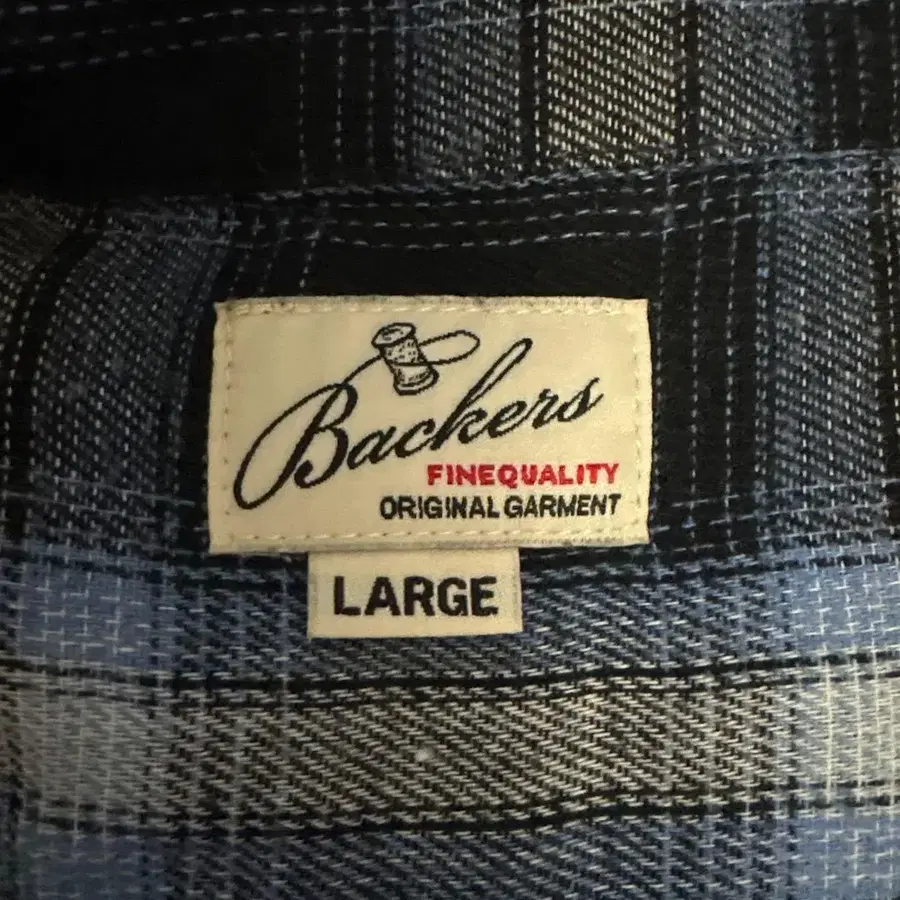 Backers
FINEQUALITY
ORIGINAL GARMENT
LARGE